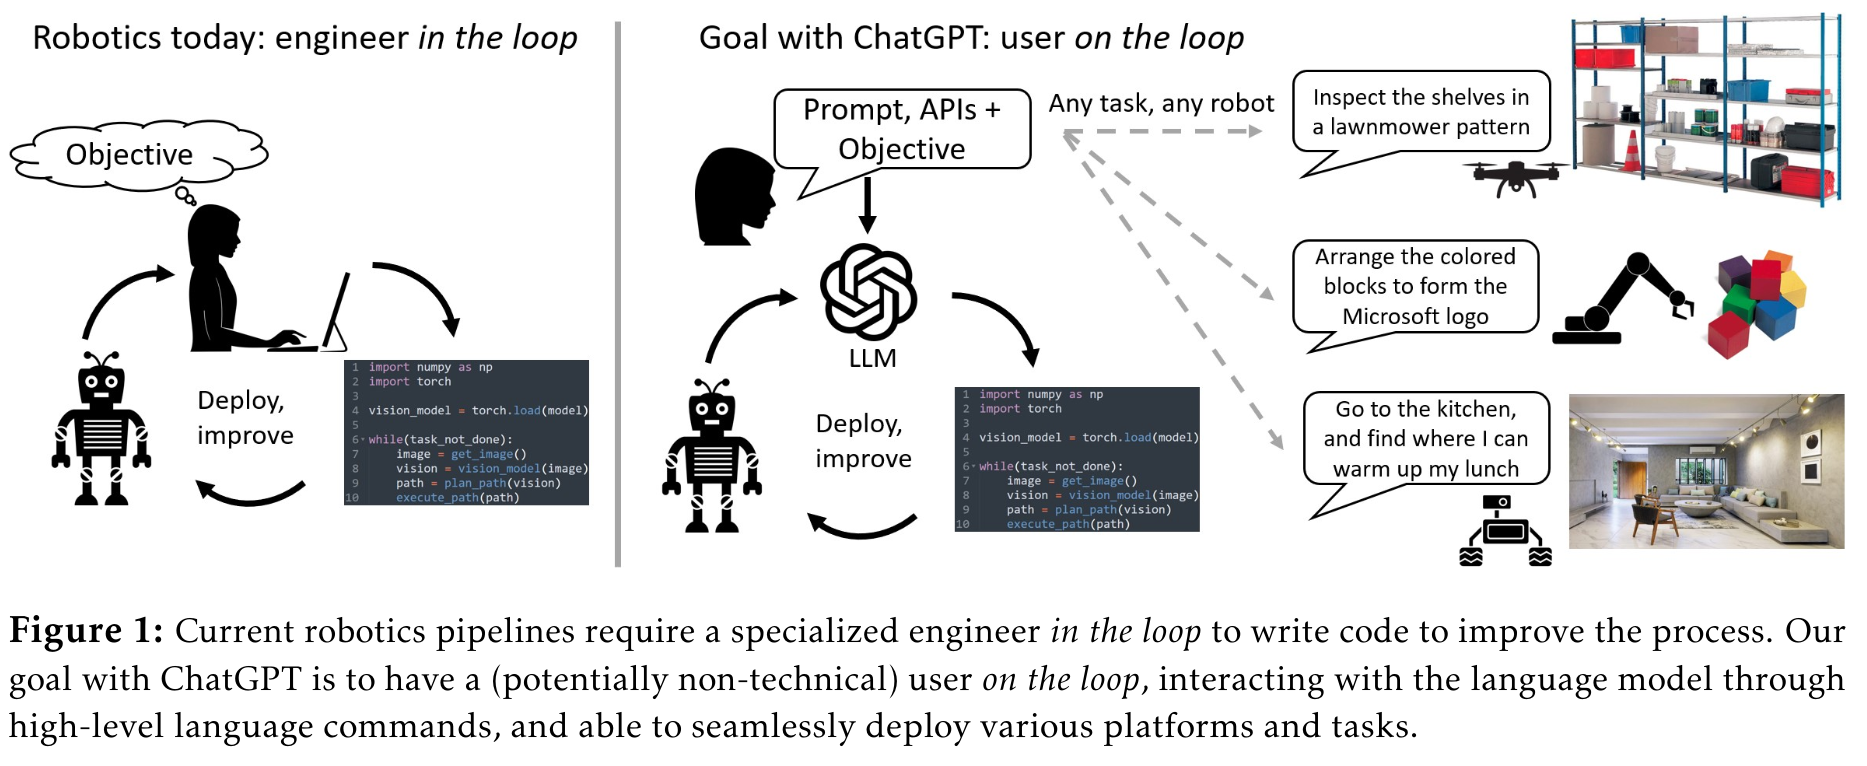 Robotics today: engineer in the loop
Objective
Deploy,
improve
1 import numpy as np
2 import torch
3
4 vision_model = torch.load(model)
5
6 while(task_not_done):
7 image = get_image()
8 vision = vision_model(image)
9 path = plan_path(vision)
10 execute_path(path)
Goal with ChatGPT: user on the loop
Prompt, APIs +
Objective
LLM
Deploy,
improve
1 import numpy as np
2 import torch
3
4 vision_model = torch.load(model)
5
6 while(task_not_done):
7 image = get_image()
8 vision = vision_model(image)
9 path = plan_path(vision)
10 execute_path(path)
Any task, any robot
Inspect the shelves in
a lawnmower pattern
Arrange the colored
blocks to form the
Microsoft logo
Go to the kitchen,
and find where I can
warm up my lunch
Figure 1: Current robotics pipelines require a specialized engineer in the loop to write code to improve the process. Our
goal with ChatGPT is to have a (potentially non-technical) user on the loop, interacting with the language model through
high-level language commands, and able to seamlessly deploy various platforms and tasks.